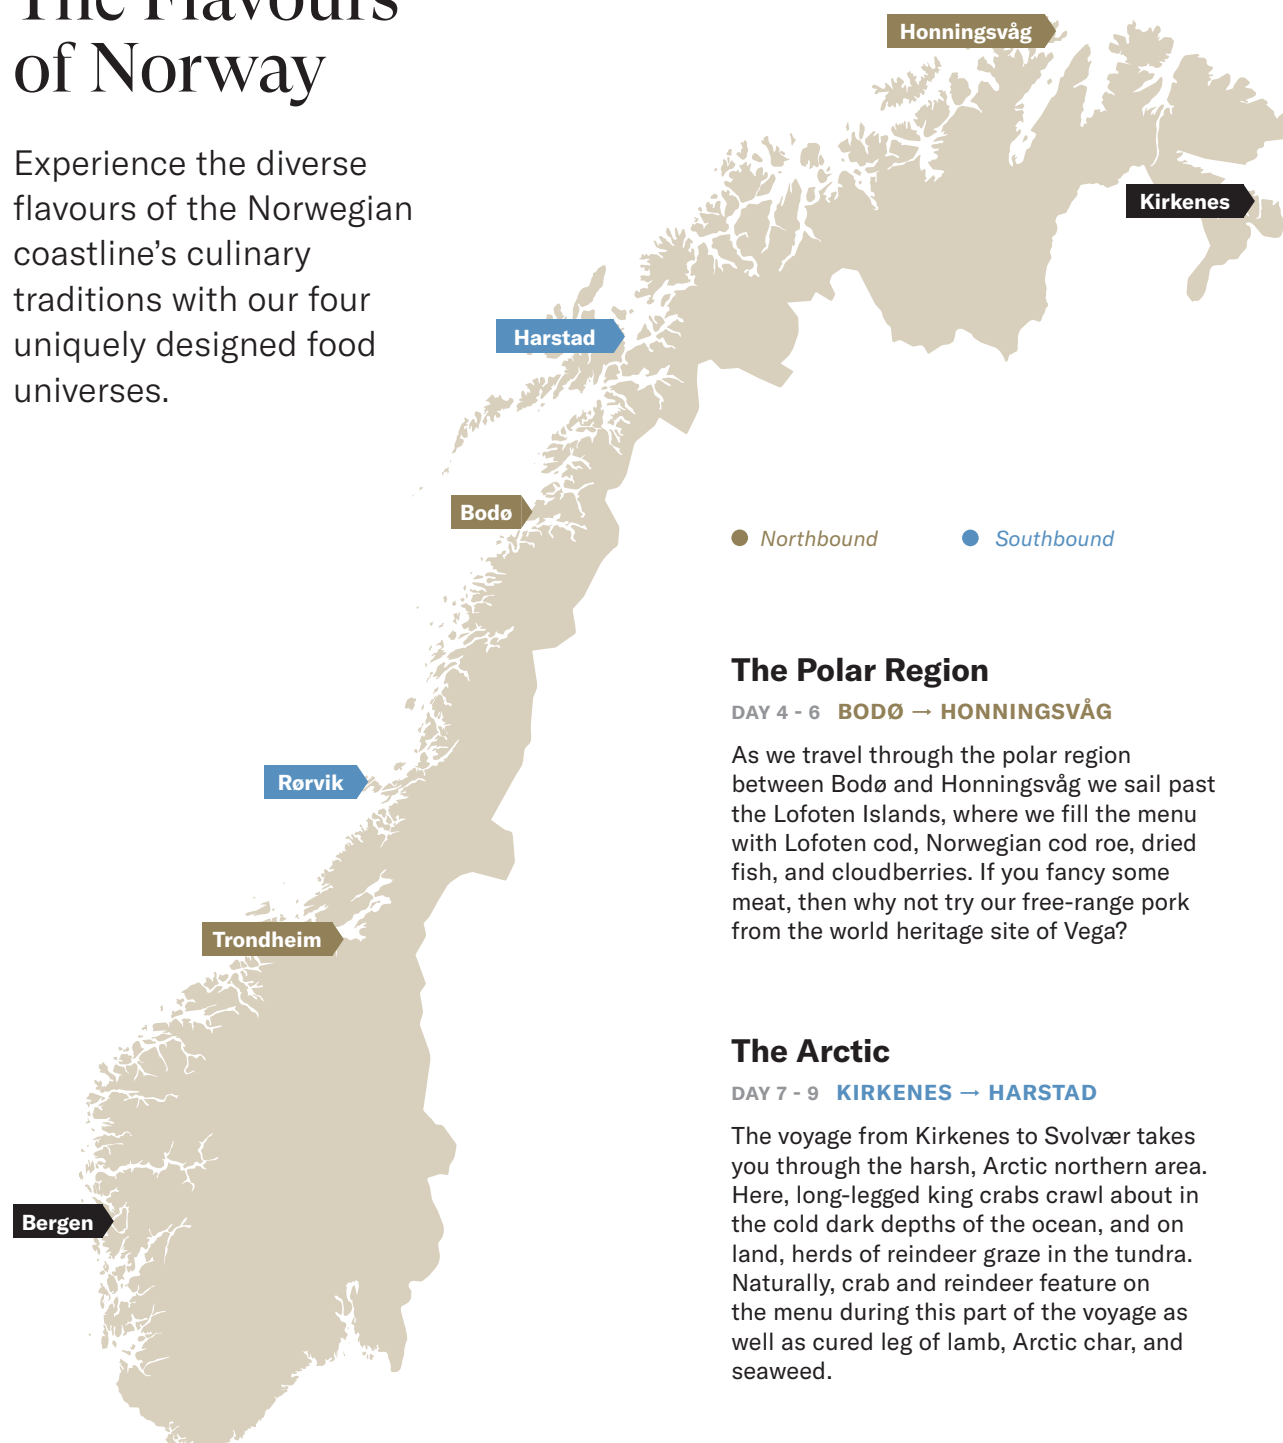 The Flavours
of Norway
Experience the diverse
flavours of the Norwegian
coastline’s culinary
traditions with our four
uniquely designed food
universes.
Honningsvåg
Kirkenes
Harstad
Bodø
Rørvik
Trondheim
Bergen
Northbound
Southbound
The Polar Region
DAY 4 - 6 BODØ → HONNINGSVÅG
As we travel through the polar region
between Bodø and Honningsvåg we sail past
the Lofoten Islands, where we fill the menu
with Lofoten cod, Norwegian cod roe, dried
fish, and cloudberries. If you fancy some
meat, then why not try our free-range pork
from the world heritage site of Vega?
The Arctic
DAY 7 - 9 KIRKENES → HARSTAD
The voyage from Kirkenes to Svolvær takes
you through the harsh, Arctic northern area.
Here, long-legged king crabs crawl about in
the cold dark depths of the ocean, and on
land, herds of reindeer graze in the tundra.
Naturally, crab and reindeer feature on
the menu during this part of the voyage as
well as cured leg of lamb, Arctic char, and
seaweed.